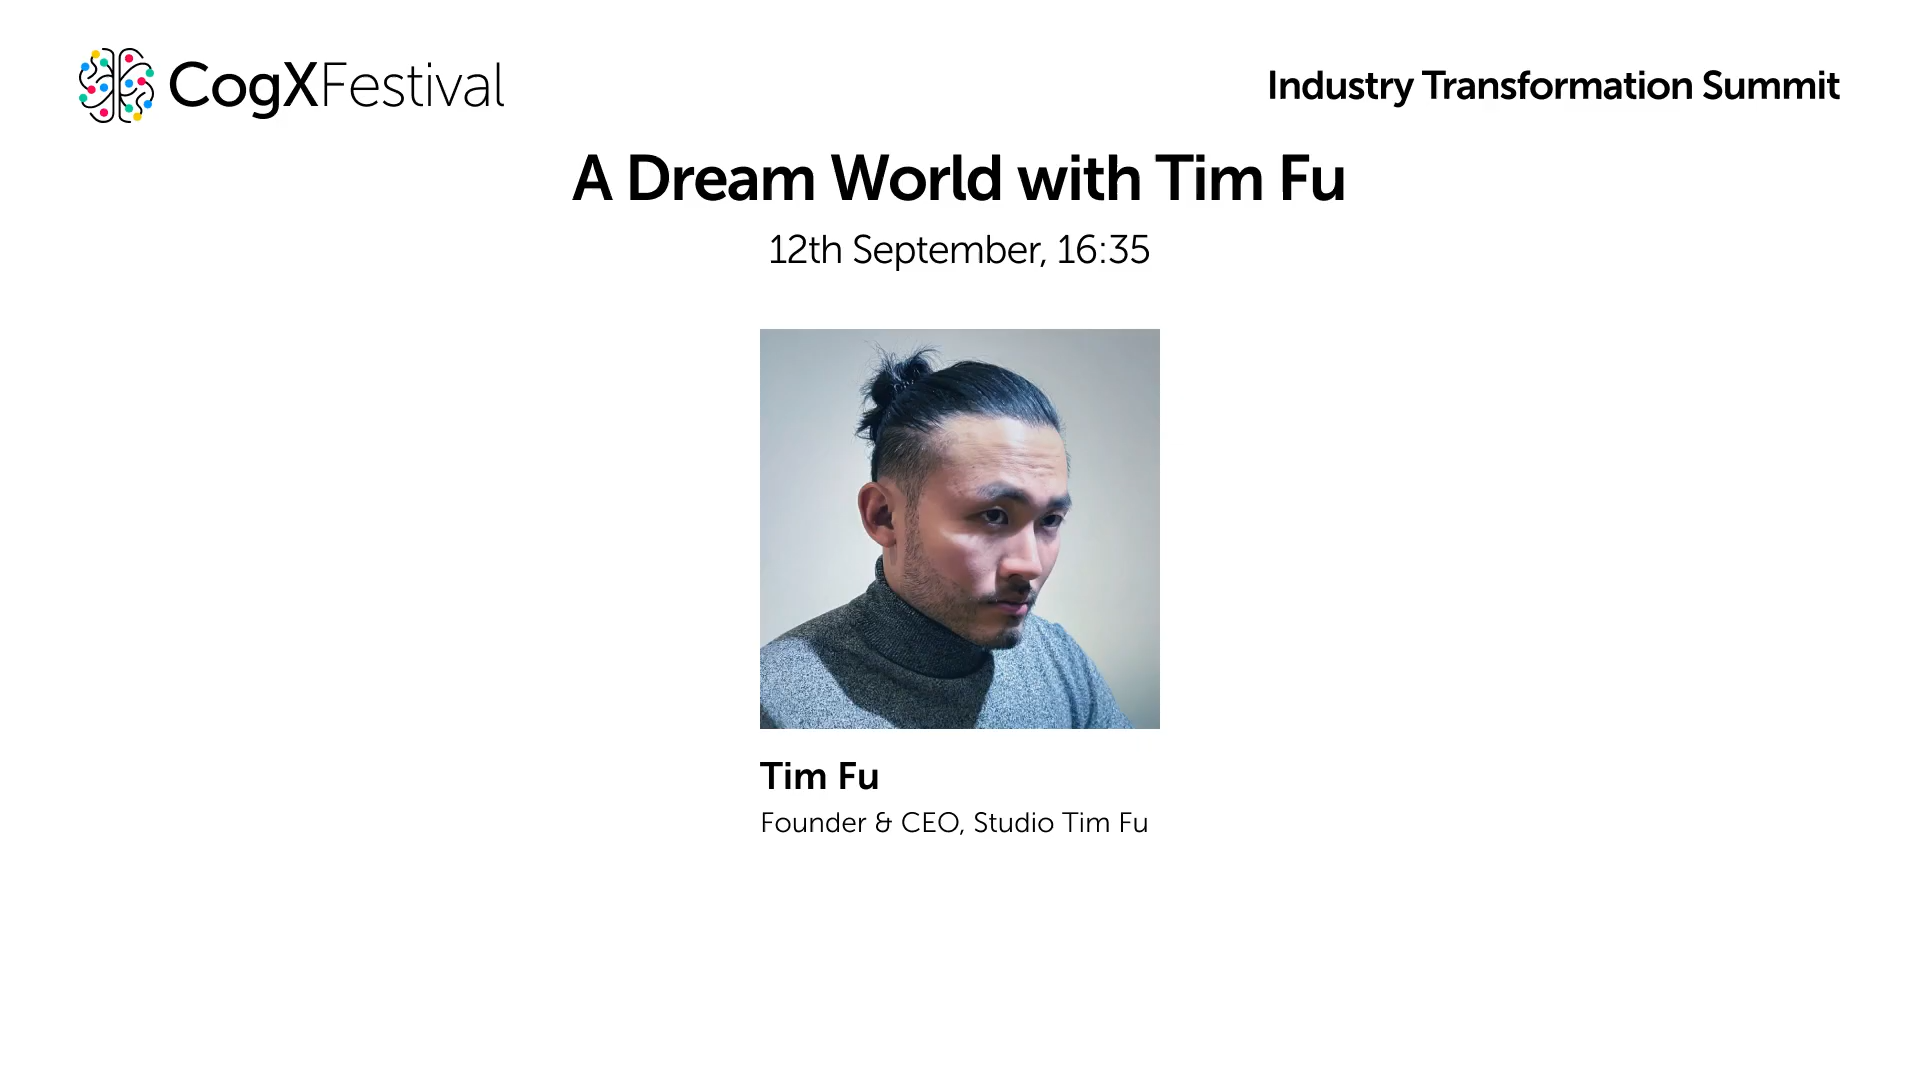 CogXFestival
Industry Transformation Summit
A Dream World with Tim Fu
12th September, 16:35
Tim Fu
Founder & CEO, Studio Tim Fu